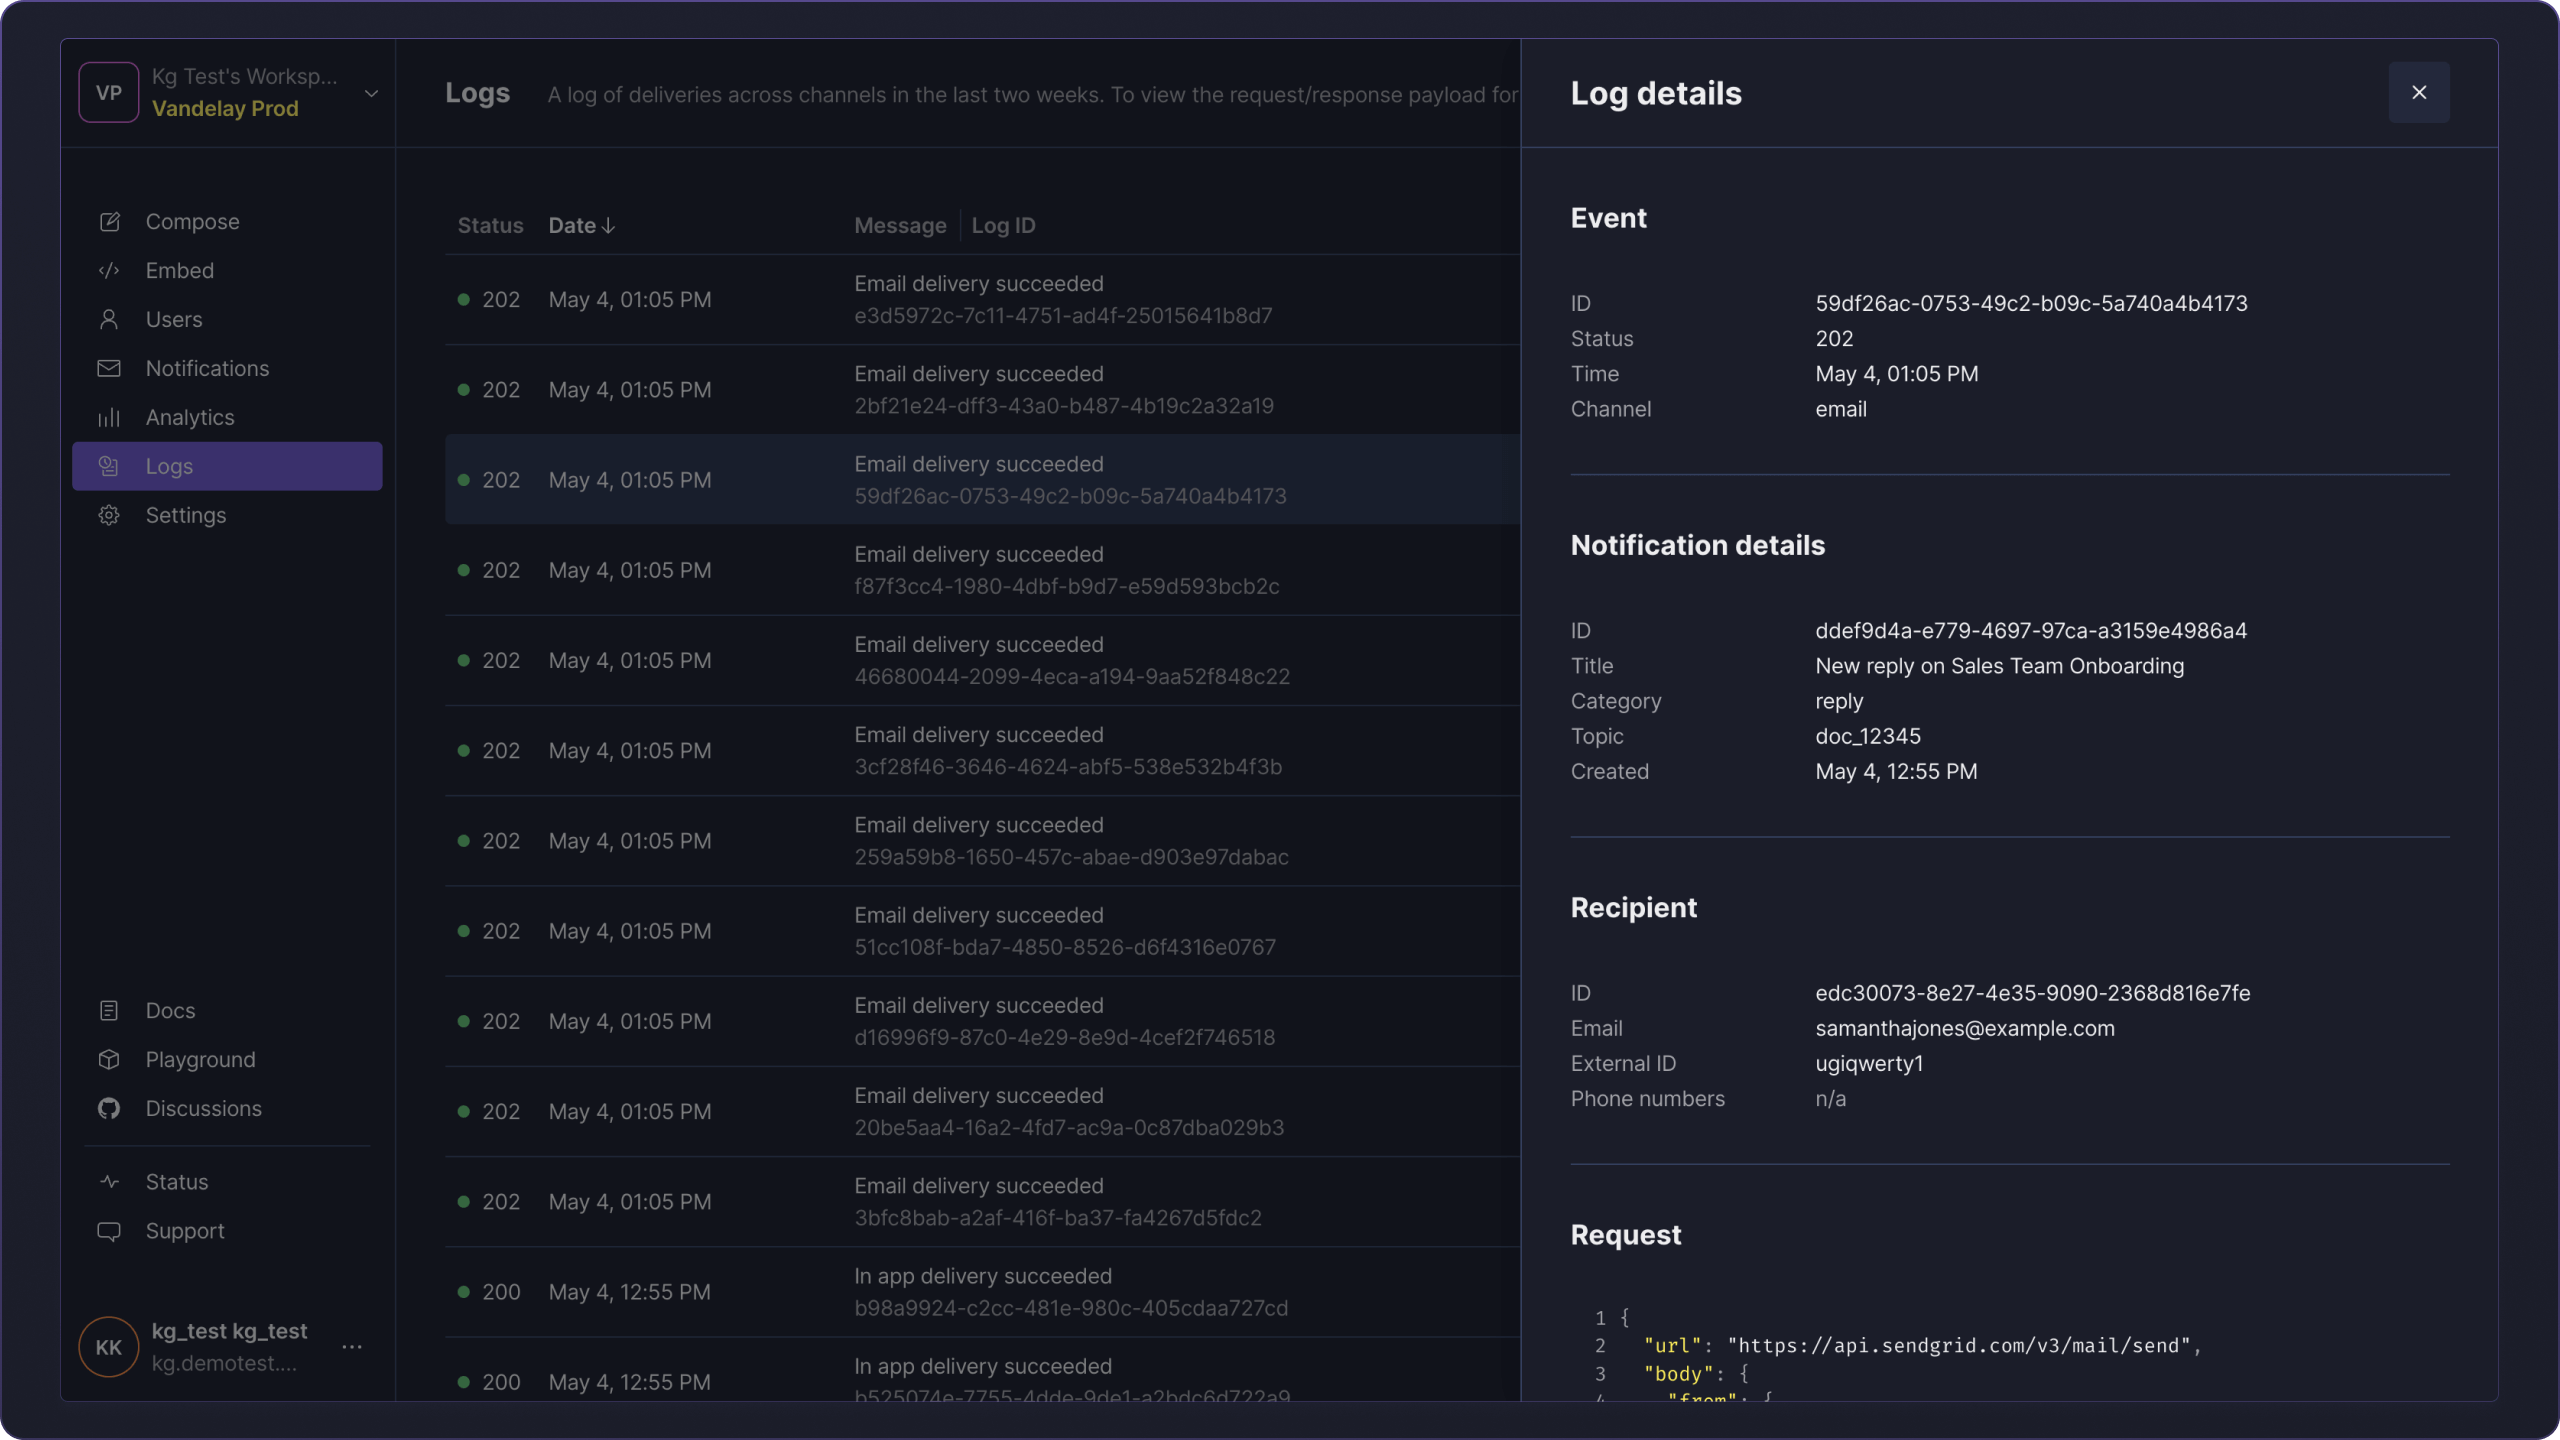 VP
Kg Test's Worksp...
Vandelay Prod
Compose
Embed
Users
Notifications
Analytics
Logs
Settings
Docs
Playground
Discussions
Status
Support
KK
kg_test kg_test
kg.demotest....
Logs
A log of deliveries across channels in the last two weeks. To view the request/response payload for
Status Date Message Log ID
202 May 4, 01:05 PM Email delivery succeeded
e3d5972c-7c11-4751-ad4f-25015641b8d7
202 May 4, 01:05 PM Email delivery succeeded
2bf21e24-dff3-43a0-b487-4b19c2a32a19
202 May 4, 01:05 PM Email delivery succeeded
59df26ac-0753-49c2-b09c-5a740a4b4173
202 May 4, 01:05 PM Email delivery succeeded
f87f3cc4-1980-4dbf-b9d7-e59d593bcb2c
202 May 4, 01:05 PM Email delivery succeeded
46680044-2099-4eca-a194-9aa52f848c22
202 May 4, 01:05 PM Email delivery succeeded
3cf28f46-3646-4624-abf5-538e532b4f3b
202 May 4, 01:05 PM Email delivery succeeded
259a59b8-1650-457c-abae-d903e97dabac
202 May 4, 01:05 PM Email delivery succeeded
51cc108f-bda7-4850-8526-d6f4316e0767
202 May 4, 01:05 PM Email delivery succeeded
d16996f9-87c0-4e29-8e9d-4cef2f746518
202 May 4, 01:05 PM Email delivery succeeded
20be5aa4-16a2-4fd7-ac9a-0c87dba029b3
202 May 4, 01:05 PM Email delivery succeeded
3bfc8bab-a2af-416f-ba37-fa4267d5fdc2
200 May 4, 12:55 PM In app delivery succeeded
b98a9924-c2cc-481e-980c-405cdaa727cd
200 May 4, 12:55 PM In app delivery succeeded
b525074e-7755-4dde-9de1-a2bdc6d722a9
Log details
Event
ID 59df26ac-0753-49c2-b09c-5a740a4b4173
Status 202
Time May 4, 01:05 PM
Channel email
Notification details
ID ddef9d4a-e779-4697-97ca-a3159e4986a4
Title New reply on Sales Team Onboarding
Category reply
Topic doc_12345
Created May 4, 12:55 PM
Recipient
ID edc30073-8e27-4e35-9090-2368d816e7fe
Email samanthajones@example.com
External ID ugiqwerty1
Phone numbers n/a
Request
1 {
2 "url": "https://api.sendgrid.com/v3/mail/send",
3 "body": {
4 "from": {